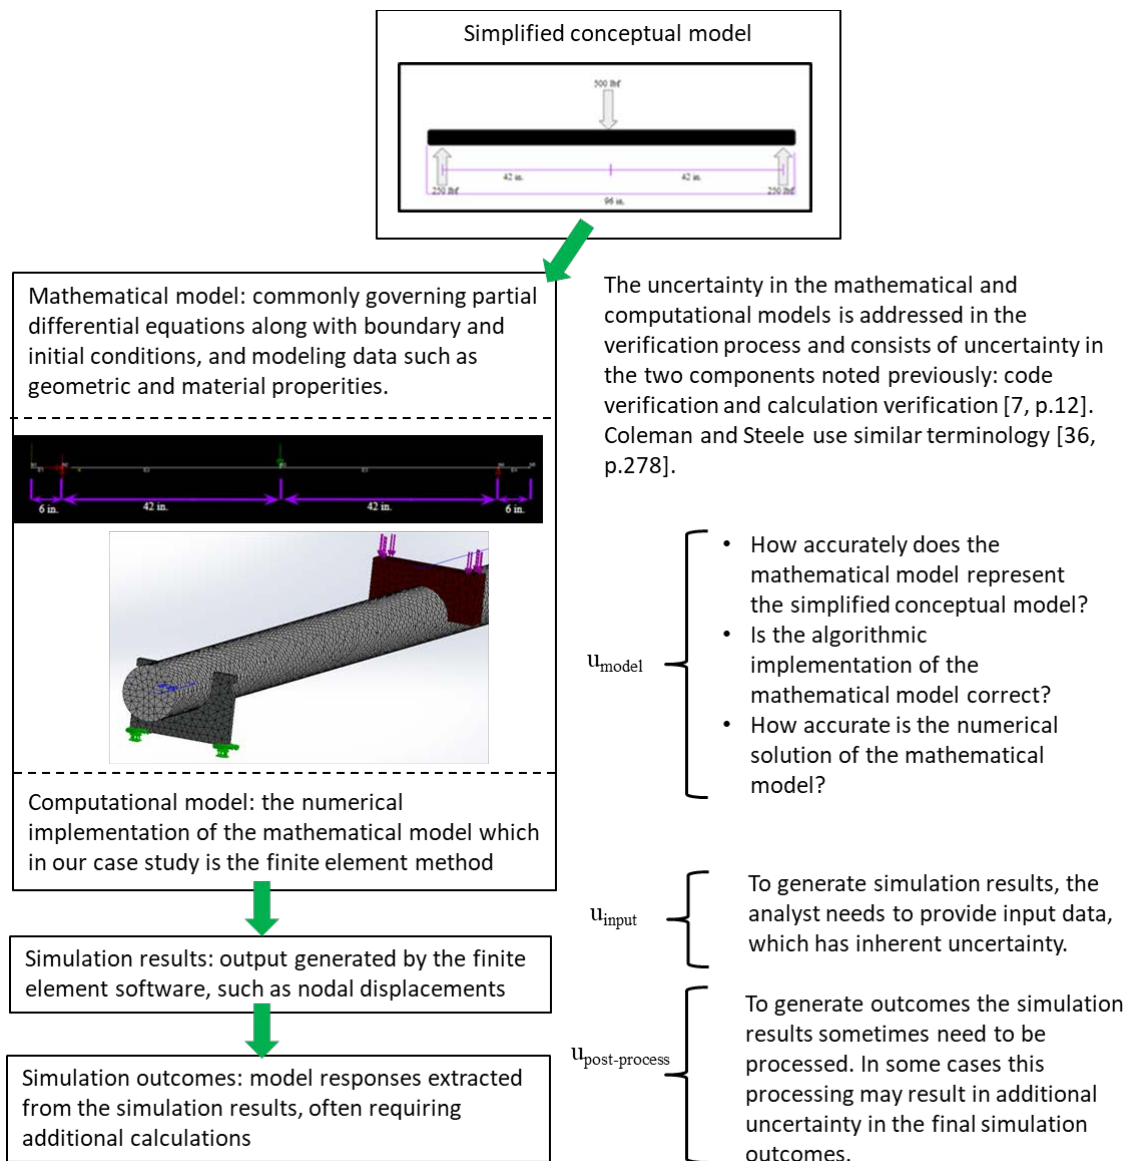 Simplified conceptual model
500 lbf
42 in.
42 in.
250 lbf
250 lbf
96 in.
Mathematical model: commonly governing partial
differential equations along with boundary and
initial conditions, and modeling data such as
geometric and material properities.
6 in.
42 in.
42 in.
6 in.
Computational model: the numerical
implementation of the mathematical model which
in our case study is the finite element method
Simulation results: output generated by the finite
element software, such as nodal displacements
Simulation outcomes: model responses extracted
from the simulation results, often requiring
additional calculations
The uncertainty in the mathematical and
computational models is addressed in the
verification process and consists of uncertainty in
the two components noted previously: code
verification and calculation verification [7, p.12].
Coleman and Steele use similar terminology [36,
p.278].
umodel
• How accurately does the
mathematical model represent
the simplified conceptual model?
• Is the algorithmic
implementation of the
mathematical model correct?
• How accurate is the numerical
solution of the mathematical
model?
uinput
To generate simulation results, the
analyst needs to provide input data,
which has inherent uncertainty.
upost-process
To generate outcomes the simulation
results sometimes need to be
processed. In some cases this
processing may result in additional
uncertainty in the final simulation
outcomes.